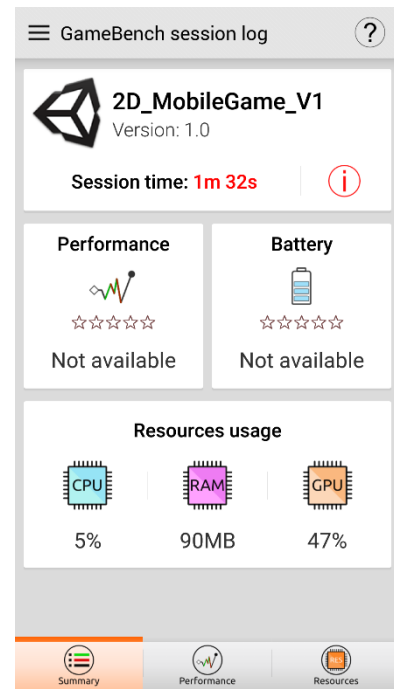 GameBench session log
?
2D_MobileGame_V1
Version: 1.0
Session time: 1m 32s
i
Performance
Battery
Not available
Not available
Resources usage
CPU
RAM
GPU
5%
90MB
47%
RES
Summary
Performance
Resources